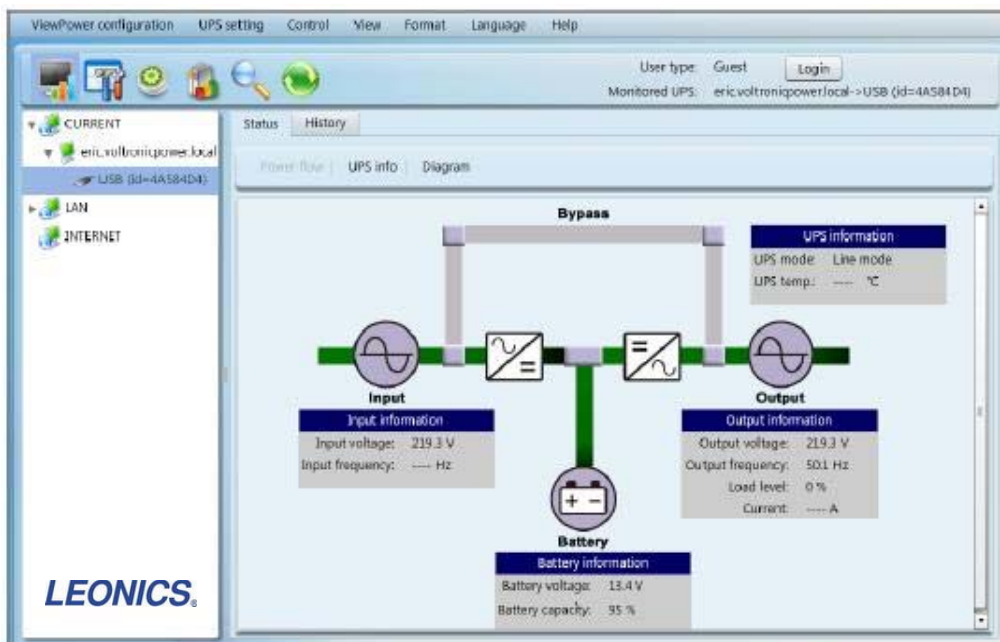 ViewPower configuration UPS setting Control View Format Language Help
User type: Guest Login
Monitored UPS: eric.voltronicpower.local->USB (id=4A584D4)
CURRENT
eric.voltronicpower.local
USB (id=4A584D4)
LAN
INTERNET
LEONICS®
Status History
Power flow UPS info Diagram
Bypass
UPS information
UPS mode: Line mode
UPS temp.: ---- °C
Input
Input information
Input voltage: 219.3 V
Input frequency: ---- Hz
Output
Output information
Output voltage: 219.3 V
Output frequency: 50.1 Hz
Load level: 0 %
Current: ---- A
Battery
Battery information
Battery voltage: 13.4 V
Battery capacity: 95 %